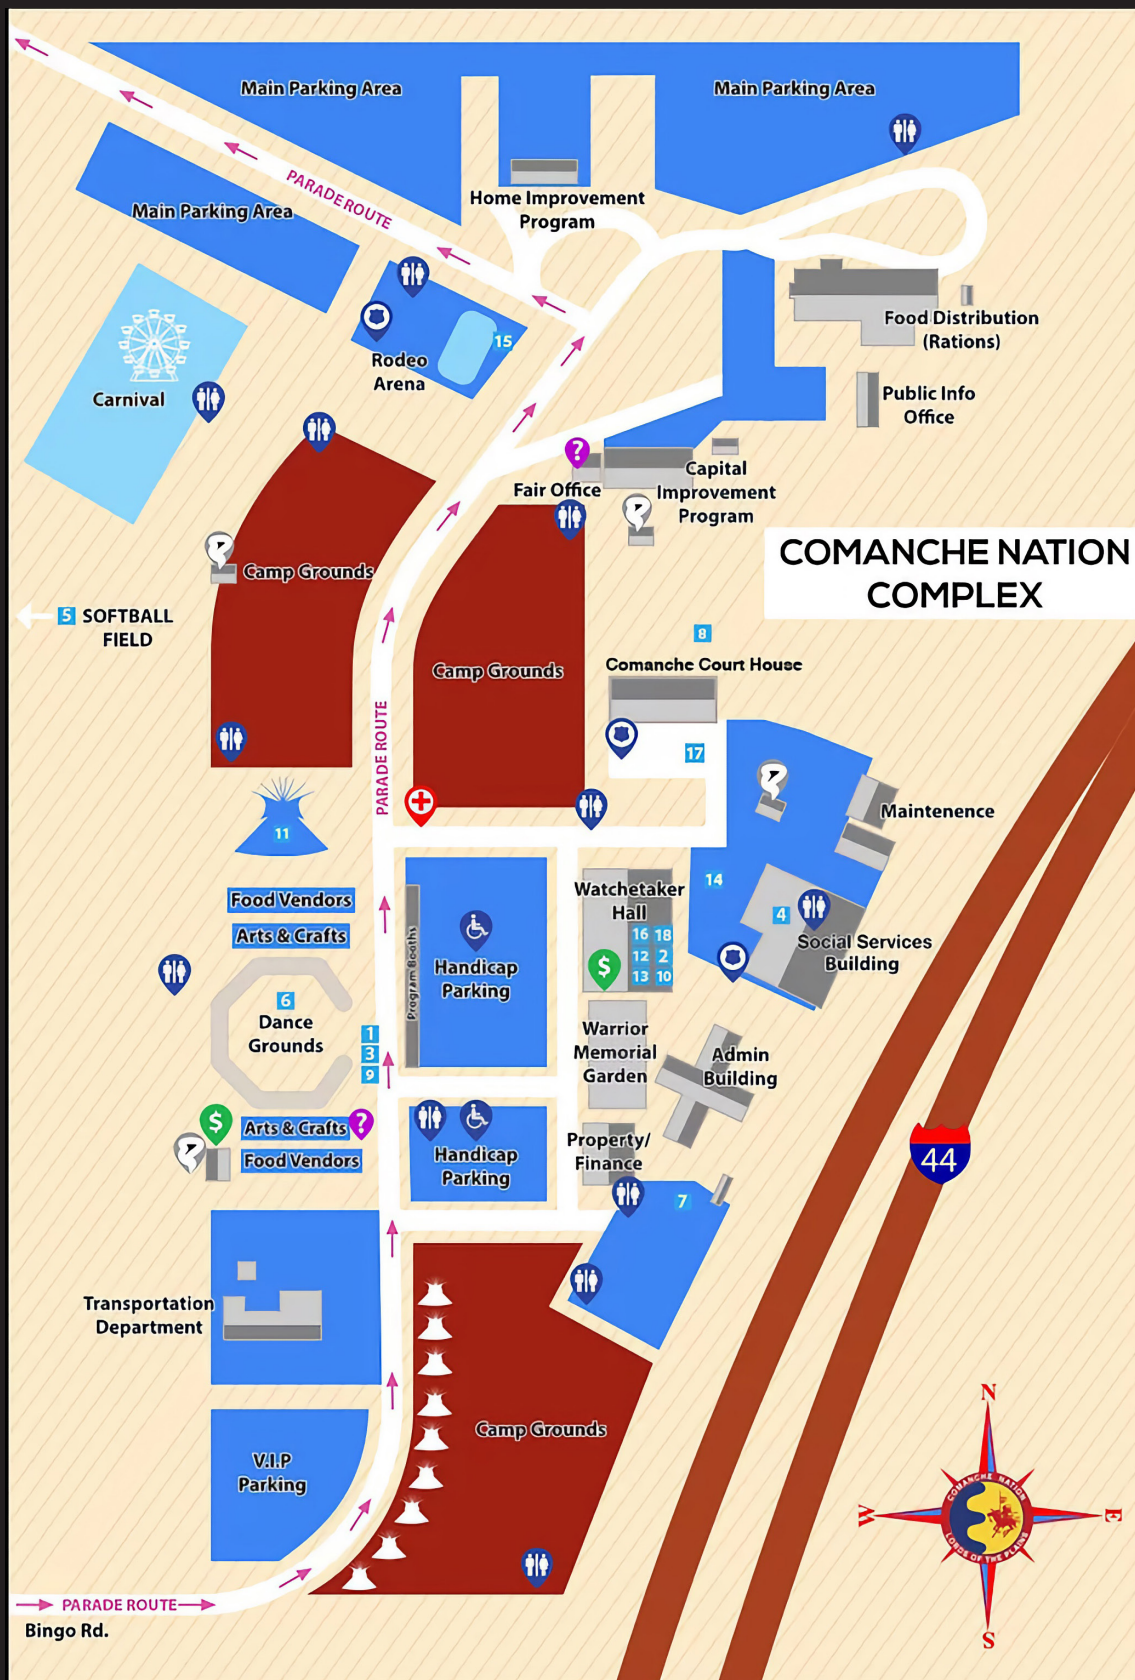 Main Parking Area
Main Parking Area
PARADE ROUTE
Main Parking Area
Home Improvement
Program
Food Distribution
(Rations)
15
Rodeo
Arena
Carnival
Public Info
Office
?
Fair Office
Capital
Improvement
Program
COMANCHE NATION
COMPLEX
Camp Grounds
5 SOFTBALL
FIELD
8
Comanche Court House
Camp Grounds
PARADE ROUTE
17
Maintenence
11
14
Food Vendors
Arts & Crafts
Program Booths
Handicap
Parking
Watchetaker
Hall
16 18
12 2
13 10
$
4
Social Services
Building
6
Dance
Grounds
1
3
9
Warrior
Memorial
Garden
Admin
Building
$
Arts & Crafts
?
Food Vendors
Handicap
Parking
Property/
Finance
44
7
Transportation
Department
Camp Grounds
V.I.P
Parking
N
W
E
S
COMANCHE NATION
LORDS OF THE PLAINS
PARADE ROUTE
Bingo Rd.